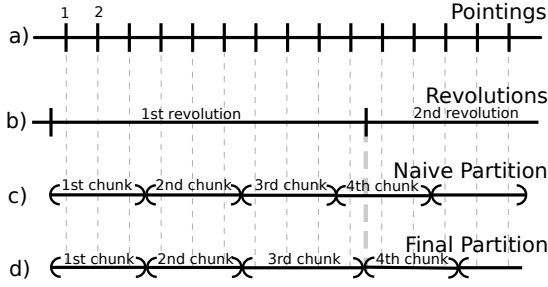 Pointings
1 2
a)
Revolutions
b) 1st revolution 2nd revolution
Naive Partition
c) 1st chunk 2nd chunk 3rd chunk 4th chunk
Final Partition
d) 1st chunk 2nd chunk 3rd chunk 4th chunk